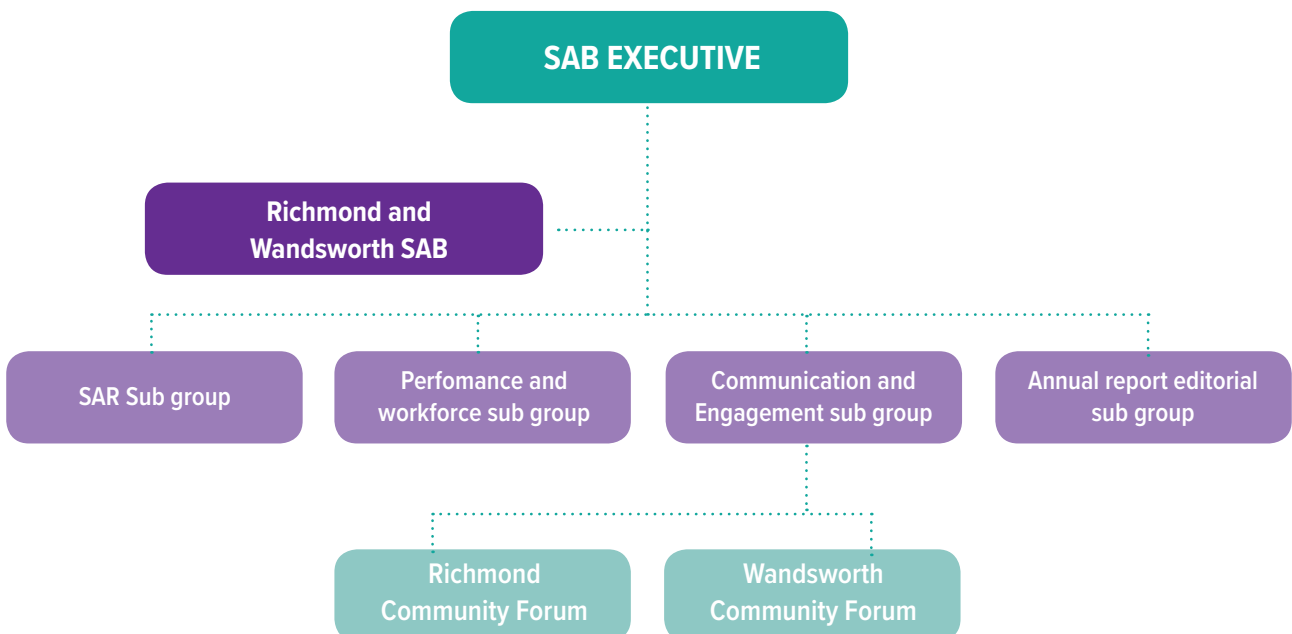 SAB EXECUTIVE
Richmond and
Wandsworth SAB
SAR Sub group
Perfomance and
workforce sub group
Communication and
Engagement sub group
Annual report editorial
sub group
Richmond
Community Forum
Wandsworth
Community Forum